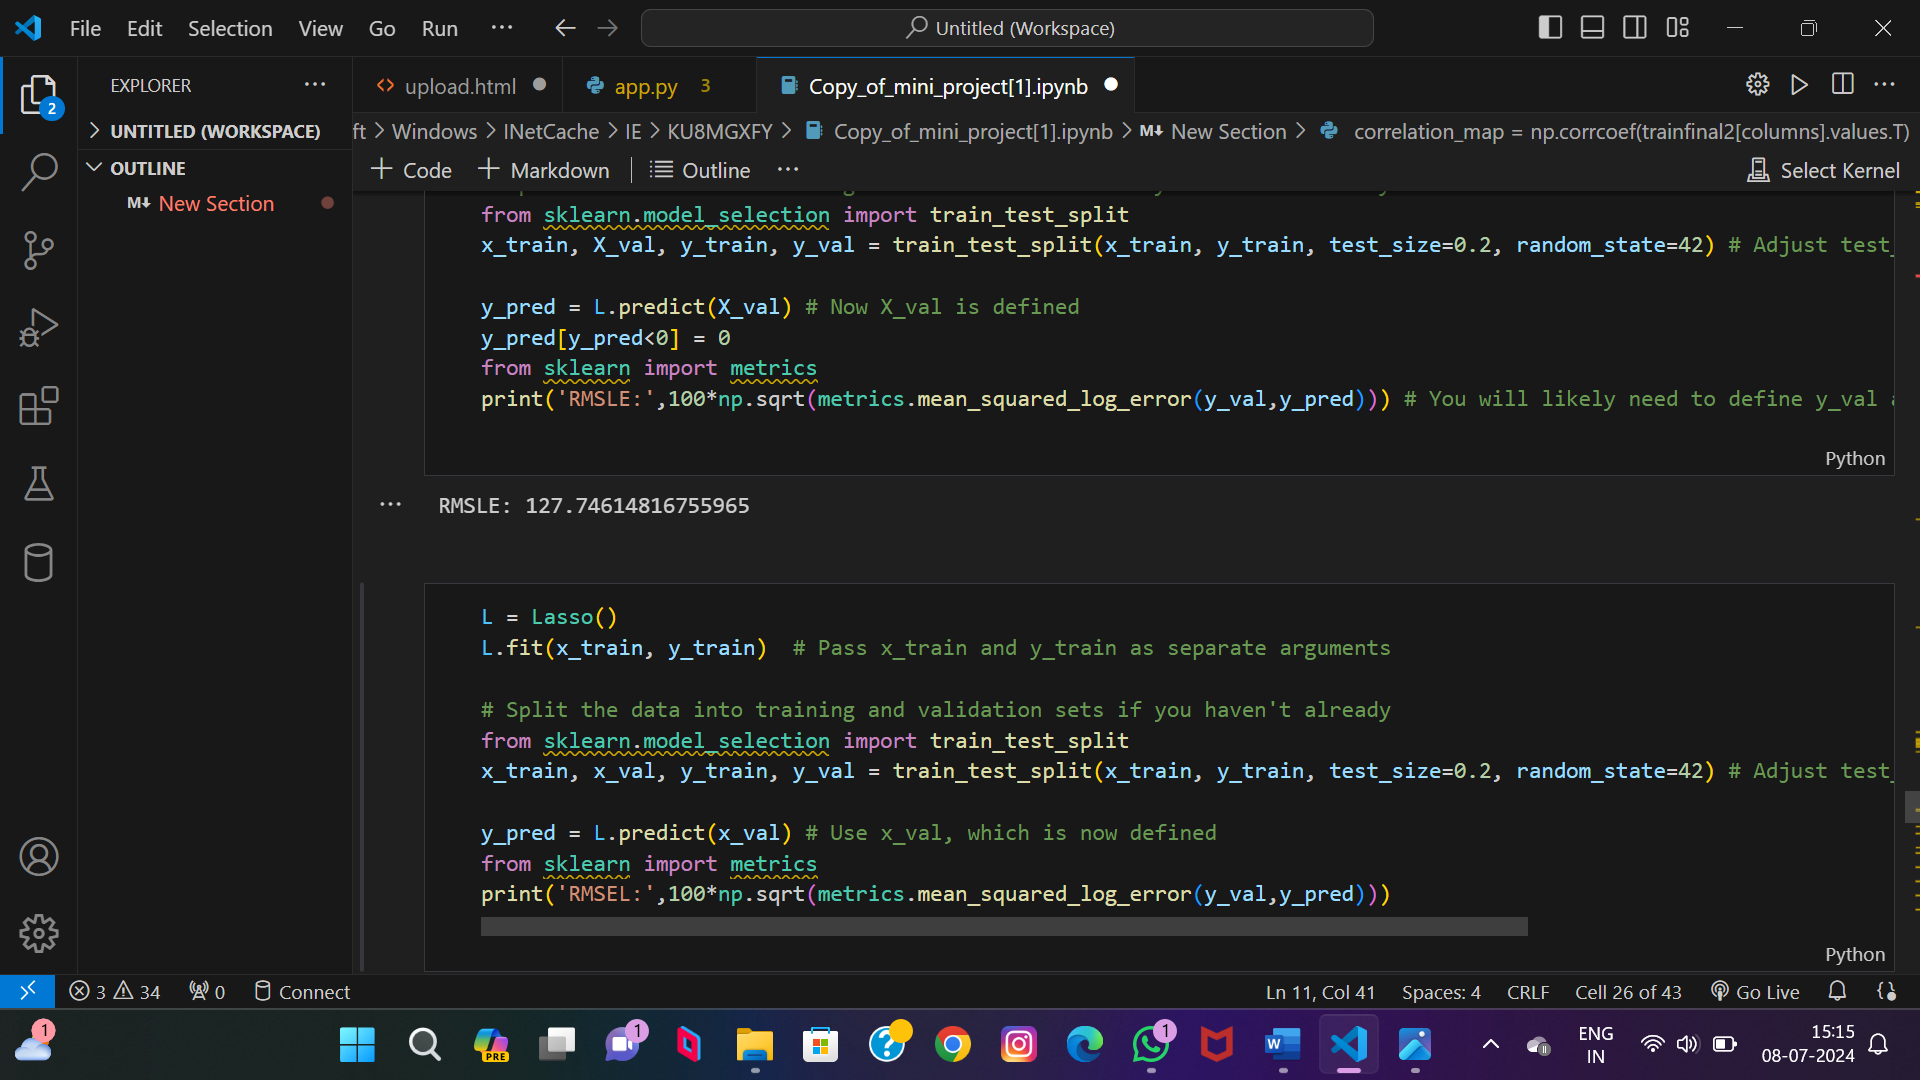 File Edit Selection View Go Run ··· Untitled (Workspace)
EXPLORER ···
2
UNTITLED (WORKSPACE)
OUTLINE
M↓ New Section
upload.html
app.py 3
Copy_of_mini_project[1].ipynb
ft > Windows > INetCache > IE > KU8MGXFY > Copy_of_mini_project[1].ipynb > M↓ New Section > correlation_map = np.corrcoef(trainfinal2[columns].values.T)
+ Code + Markdown Outline ··· Select Kernel
from sklearn.model_selection import train_test_split
x_train, X_val, y_train, y_val = train_test_split(x_train, y_train, test_size=0.2, random_state=42) # Adjust test_
y_pred = L.predict(X_val) # Now X_val is defined
y_pred[y_pred<0] = 0
from sklearn import metrics
print('RMSLE:',100*np.sqrt(metrics.mean_squared_log_error(y_val,y_pred))) # You will likely need to define y_val a
Python
··· RMSLE: 127.74614816755965
L = Lasso()
L.fit(x_train, y_train)  # Pass x_train and y_train as separate arguments
# Split the data into training and validation sets if you haven't already
from sklearn.model_selection import train_test_split
x_train, x_val, y_train, y_val = train_test_split(x_train, y_train, test_size=0.2, random_state=42) # Adjust test_
y_pred = L.predict(x_val) # Use x_val, which is now defined
from sklearn import metrics
print('RMSEL:',100*np.sqrt(metrics.mean_squared_log_error(y_val,y_pred)))
Python
3 34 0 Connect Ln 11, Col 41 Spaces: 4 CRLF Cell 26 of 43 Go Live
1 PRE 1 1 W
ENG
IN
15:15
08-07-2024